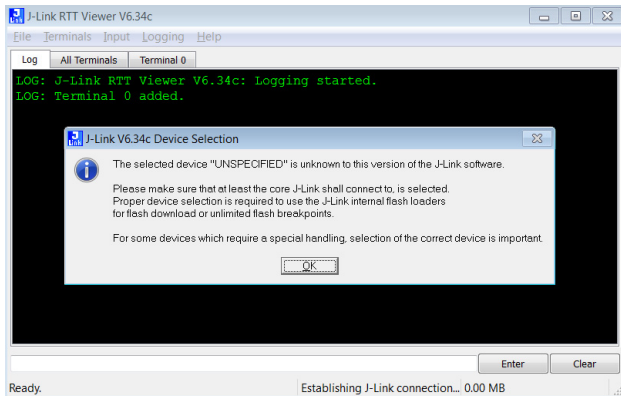 J-Link RTT Viewer V6.34c
File Terminals Input Logging Help
Log All Terminals Terminal 0
LOG: J-Link RTT Viewer V6.34c: Logging started.
LOG: Terminal 0 added.
J-Link V6.34c Device Selection
The selected device "UNSPECIFIED" is unknown to this version of the J-Link software.
Please make sure that at least the core J-Link shall connect to, is selected.
Proper device selection is required to use the J-Link internal flash loaders
for flash download or unlimited flash breakpoints.
For some devices which require a special handling, selection of the correct device is important.
OK
Enter Clear
Ready. Establishing J-Link connection... 0.00 MB